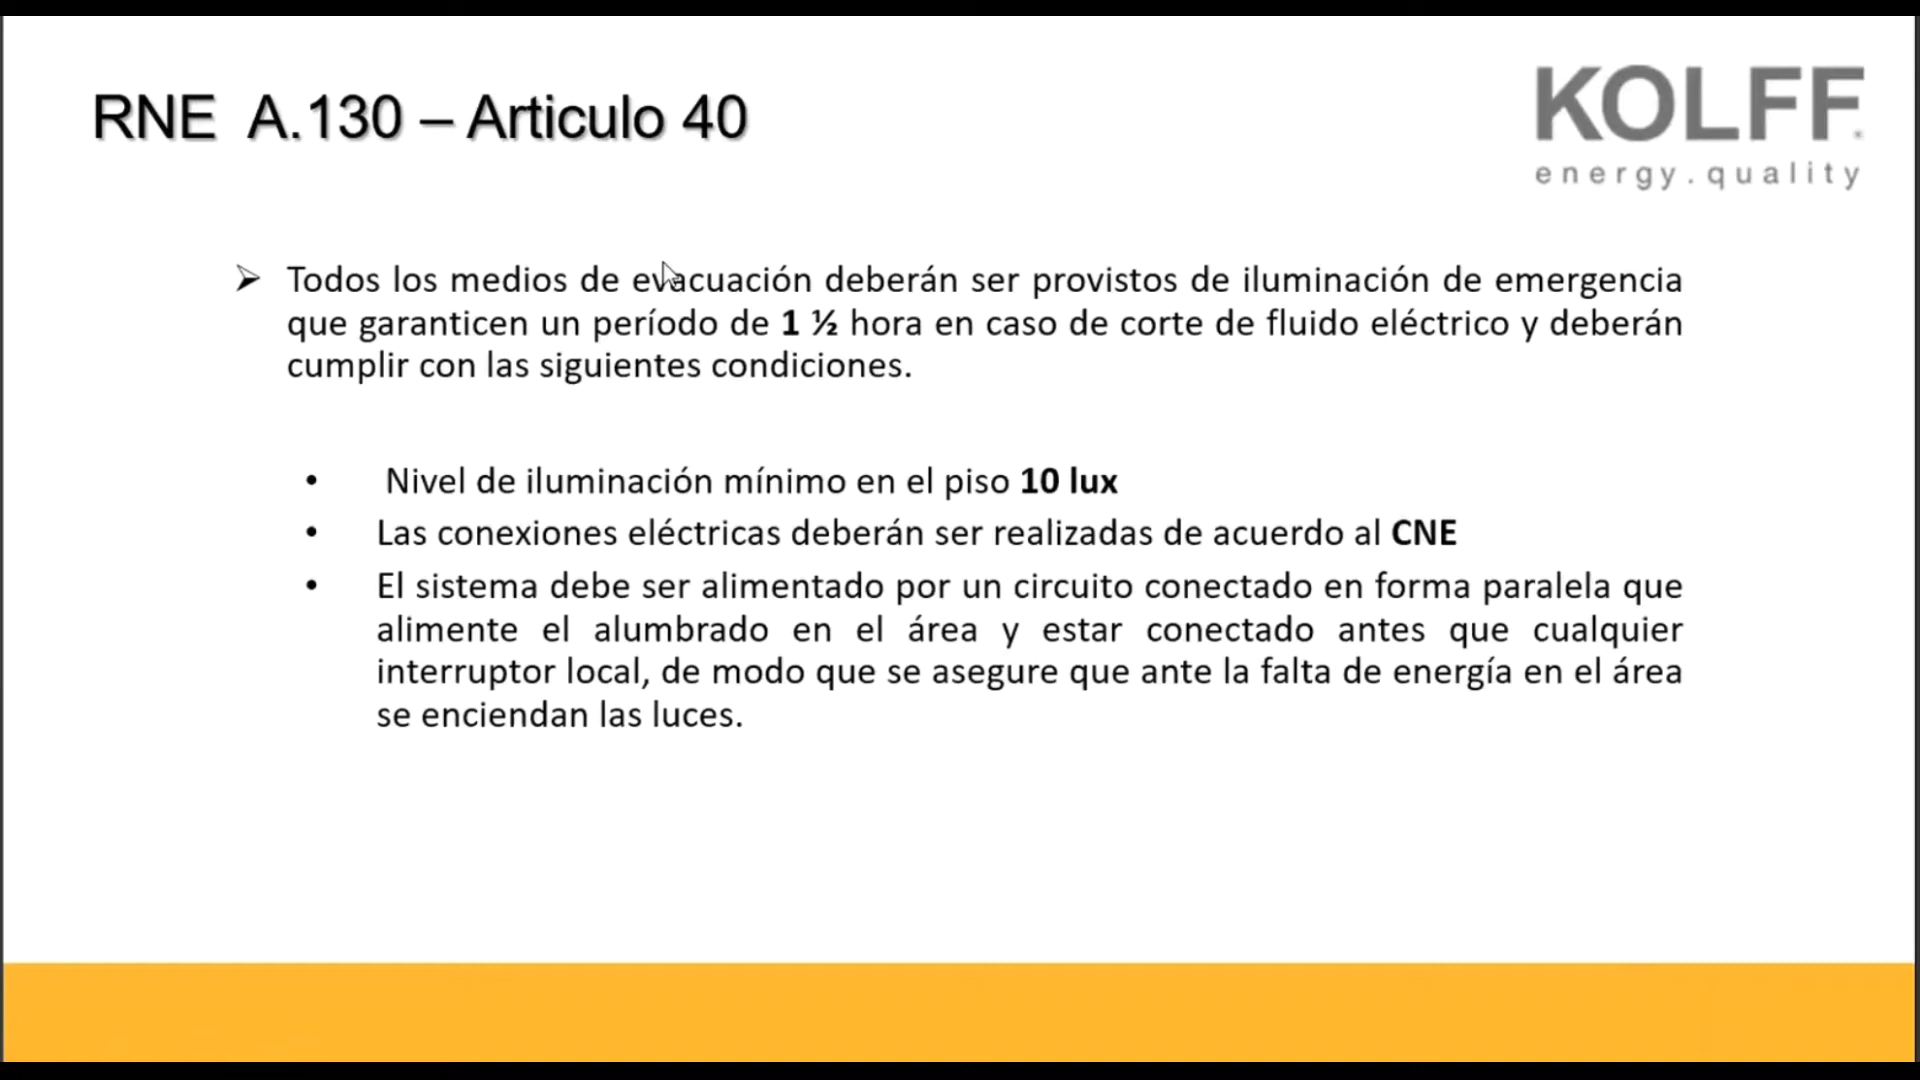 RNE A.130 – Articulo 40
KOLFF
energy.quality
➢ Todos los medios de evacuación deberán ser provistos de iluminación de emergencia
que garanticen un período de 1 ½ hora en caso de corte de fluido eléctrico y deberán
cumplir con las siguientes condiciones.
• Nivel de iluminación mínimo en el piso 10 lux
• Las conexiones eléctricas deberán ser realizadas de acuerdo al CNE
• El sistema debe ser alimentado por un circuito conectado en forma paralela que
alimente el alumbrado en el área y estar conectado antes que cualquier
interruptor local, de modo que se asegure que ante la falta de energía en el área
se enciendan las luces.